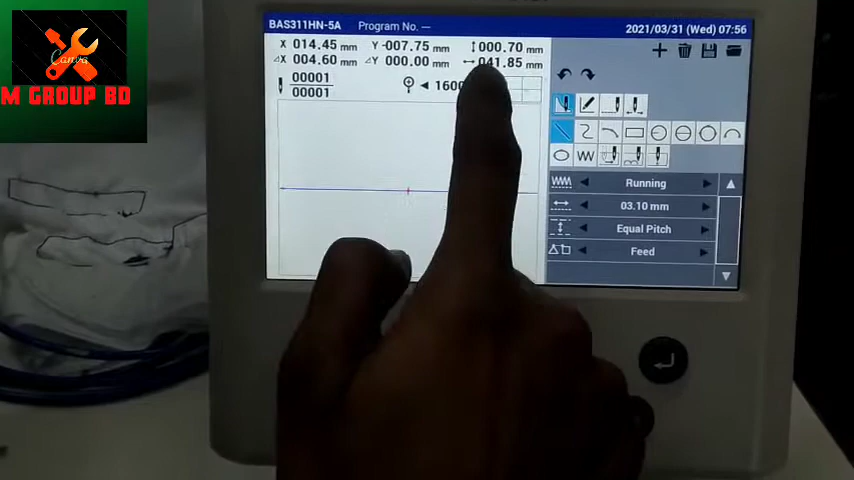 BAS311HN-5A Program No. — 2021/03/31 (Wed) 07:56
X 014.45 mm Y -007.75 mm 000.70 mm
⊿X 004.60 mm ⊿Y 000.00 mm 041.85 mm
00001
00001
1600
Canva
M GROUP BD
Running
03.10 mm
Equal Pitch
Feed